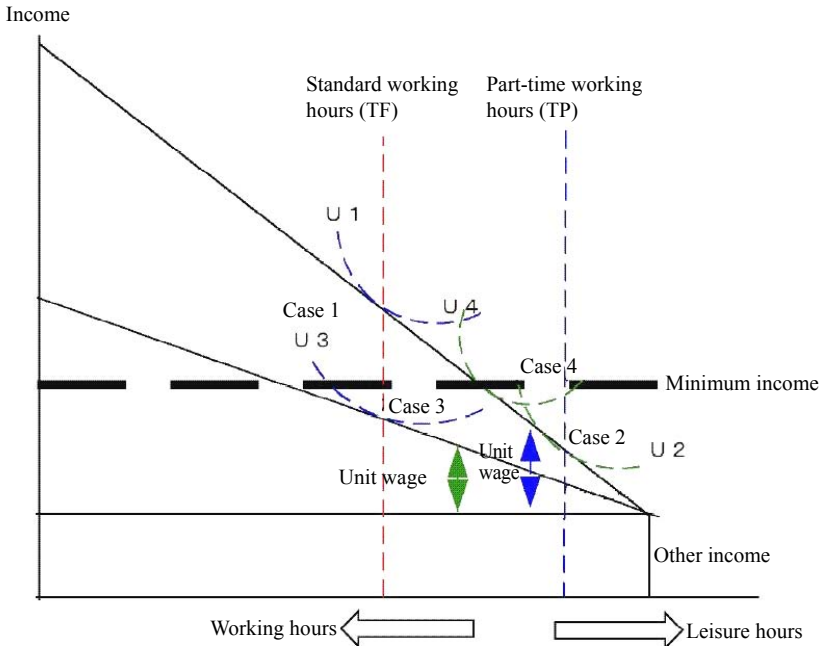 Income
Standard working
hours (TF)
Part-time working
hours (TP)
U 1
Case 1
U 4
U 3
Case 4
Minimum income
Case 3
Case 2
Unit
wage
U 2
Unit wage
Other income
Working hours
Leisure hours